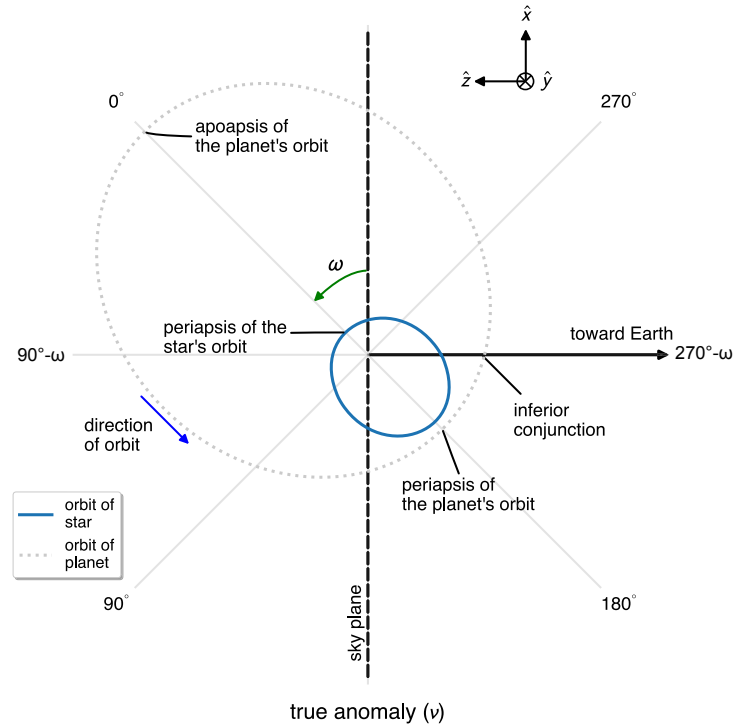 x̂
ẑ
ŷ
0°
270°
apoapsis of
the planet's orbit
ω
periapsis of the
star's orbit
toward Earth
90°-ω
270°-ω
inferior
conjunction
direction
of orbit
periapsis of
the planet's orbit
orbit of
star
orbit of
planet
90°
180°
sky plane
true anomaly (ν)